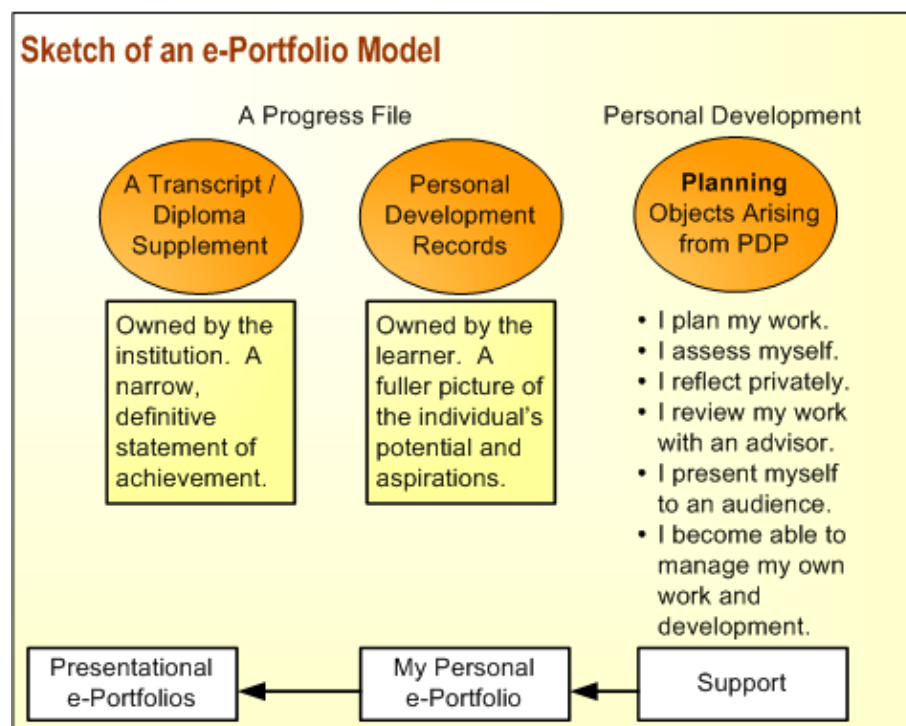 Sketch of an e-Portfolio Model
A Progress File
Personal Development
A Transcript /
Diploma
Supplement
Personal
Development
Records
Planning
Objects Arising
from PDP
Owned by the
institution. A
narrow,
definitive
statement of
achievement.
Owned by the
learner. A
fuller picture of
the individual's
potential and
aspirations.
• I plan my work.
• I assess myself.
• I reflect privately.
• I review my work
with an advisor.
• I present myself
to an audience.
• I become able to
manage my own
work and
development.
Presentational
e-Portfolios
My Personal
e-Portfolio
Support